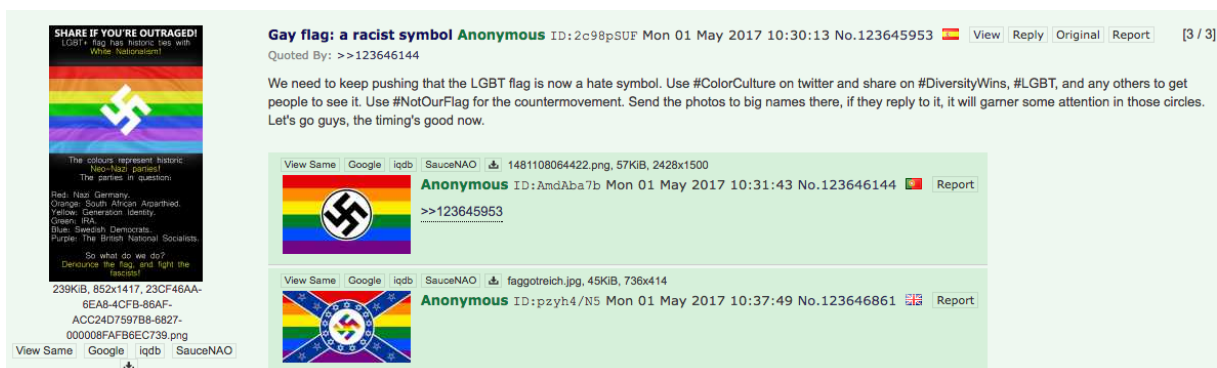 SHARE IF YOU'RE OUTRAGED!
LGBT+ flag has historic ties with
White Nationalism!
The colours represent historic
Neo-Nazi parties!
The parties in question:
Red: Nazi Germany.
Orange: South African Arparthied.
Yellow: Generation Identity.
Green: IRA.
Blue: Swedish Democrats.
Purple: The British National Socialists.
So what do we do?
Denounce the flag, and fight the
fascists!
239KiB, 852x1417, 23CF46AA-
6EA8-4CFB-86AF-
ACC24D7597B8-6827-
000008FAFB6EC739.png
View Same Google iqdb SauceNAO
Gay flag: a racist symbol Anonymous ID:2c98pSUF Mon 01 May 2017 10:30:13 No.123645953 View Reply Original Report [3 / 3]
Quoted By: >>123646144
We need to keep pushing that the LGBT flag is now a hate symbol. Use #ColorCulture on twitter and share on #DiversityWins, #LGBT, and any others to get
people to see it. Use #NotOurFlag for the countermovement. Send the photos to big names there, if they reply to it, it will garner some attention in those circles.
Let's go guys, the timing's good now.
View Same Google iqdb SauceNAO 1481108064422.png, 57KiB, 2428x1500
Anonymous ID:AmdAba7b Mon 01 May 2017 10:31:43 No.123646144 Report
>>123645953
View Same Google iqdb SauceNAO faggotreich.jpg, 45KiB, 736x414
Anonymous ID:pzyh4/N5 Mon 01 May 2017 10:37:49 No.123646861 Report